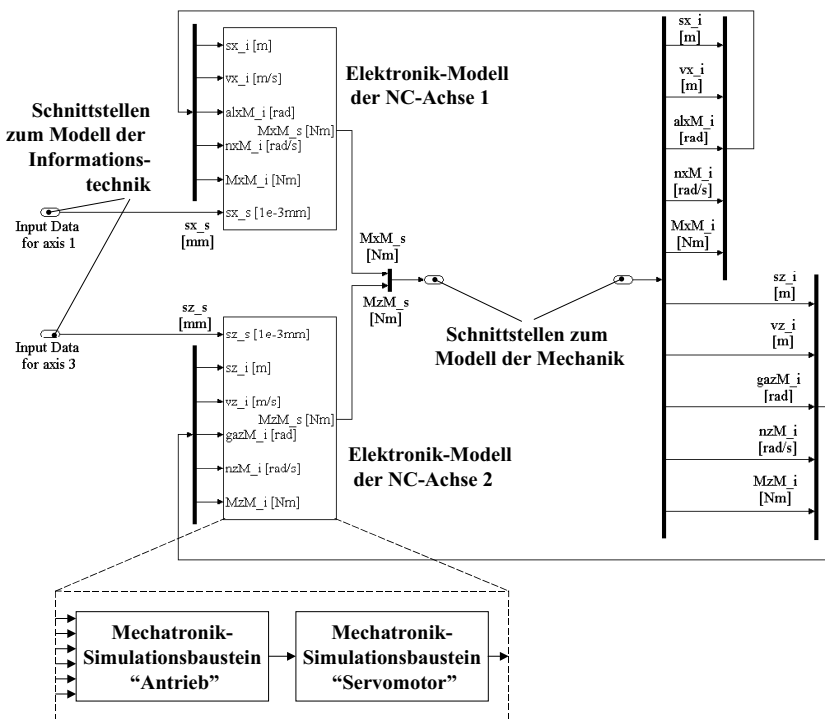 sx_i [m]
vx_i [m/s]
alxM_i [rad]
MxM_s [Nm]
nxM_i [rad/s]
MxM_i [Nm]
sx_s [1e-3mm]
Elektronik-Modell
der NC-Achse 1
Schnittstellen
zum Modell der
Informations-
technik
Input Data
for axis 1
sx_s
[mm]
MxM_s
[Nm]
MzM_s
[Nm]
sz_s
[mm]
Input Data
for axis 3
sz_s [1e-3mm]
sz_i [m]
vz_i [m/s]
MzM_s [Nm]
gazM_i [rad]
nzM_i [rad/s]
MzM_i [Nm]
Elektronik-Modell
der NC-Achse 2
Schnittstellen zum
Modell der Mechanik
sx_i
[m]
vx_i
[m]
alxM_i
[rad]
nxM_i
[rad/s]
MxM_i
[Nm]
sz_i
[m]
vz_i
[m]
gazM_i
[rad]
nzM_i
[rad/s]
MzM_i
[Nm]
Mechatronik-
Simulationsbaustein
“Antrieb”
Mechatronik-
Simulationsbaustein
“Servomotor”